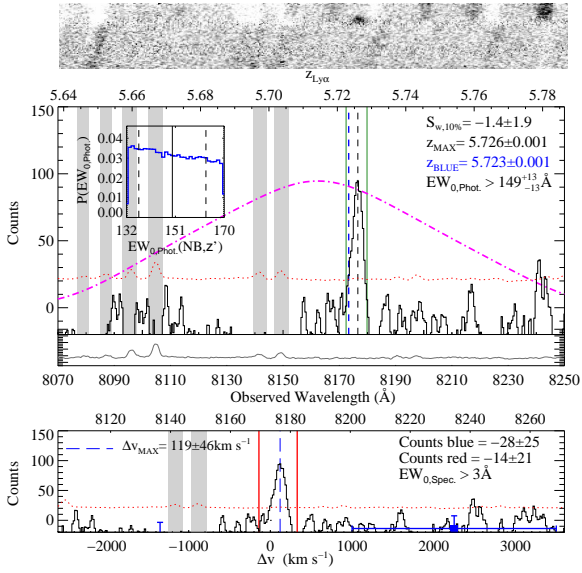 z_Lyα
5.64 5.66 5.68 5.70 5.72 5.74 5.76 5.78
150
100
50
0
Counts
S_w,10% = −1.4±1.9
z_MAX = 5.726±0.001
z_BLUE = 5.723±0.001
EW_0,Phot. > 149 +13 −13 Å
P(EW_0,Phot.)
0.04
0.03
0.02
0.01
0.00
132 151 170
EW_0,Phot.(NB,z')
8070 8090 8110 8130 8150 8170 8190 8210 8230 8250
Observed Wavelength (Å)
8120 8140 8160 8180 8200 8220 8240 8260
150
100
50
0
Counts
Δv_MAX = 119±46km s⁻¹
Counts blue = −28±25
Counts red = −14±21
EW_0,Spec. > 3Å
−2000 −1000 0 1000 2000 3000
Δv (km s⁻¹)